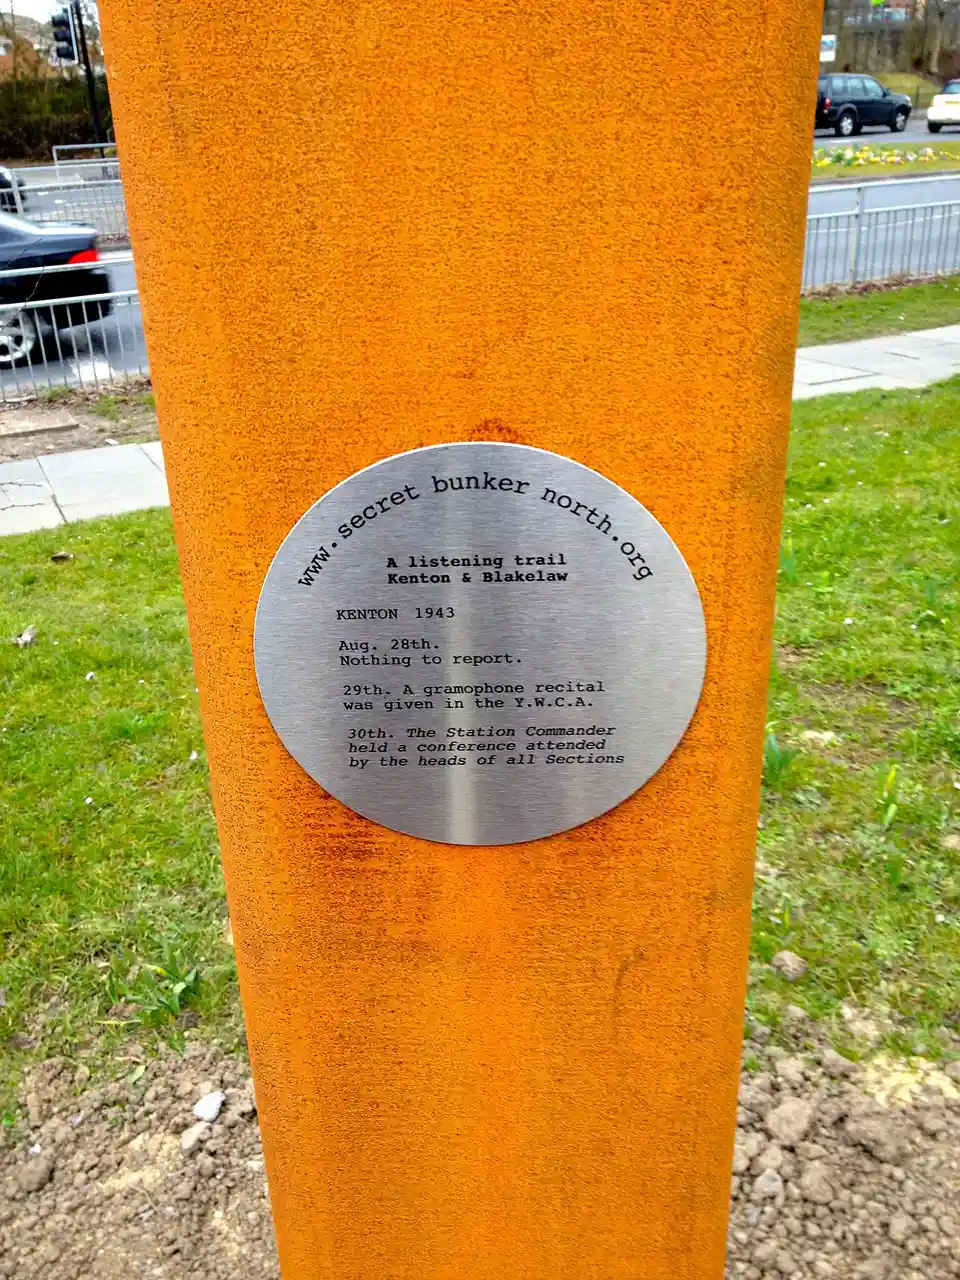 www.secret bunker north.org
A listening trail
Kenton & Blakelaw
KENTON 1943
Aug. 28th.
Nothing to report.
29th. A gramophone recital
was given in the Y.W.C.A.
30th. The Station Commander
held a conference attended
by the heads of all Sections